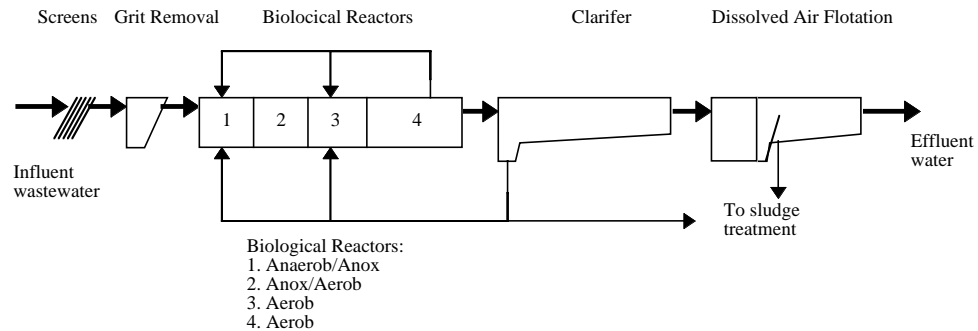 Screens
Grit Removal
Biolocical Reactors
Clarifer
Dissolved Air Flotation
1
2
3
4
Influent
wastewater
Effluent
water
To sludge
treatment
Biological Reactors:
1. Anaerob/Anox
2. Anox/Aerob
3. Aerob
4. Aerob